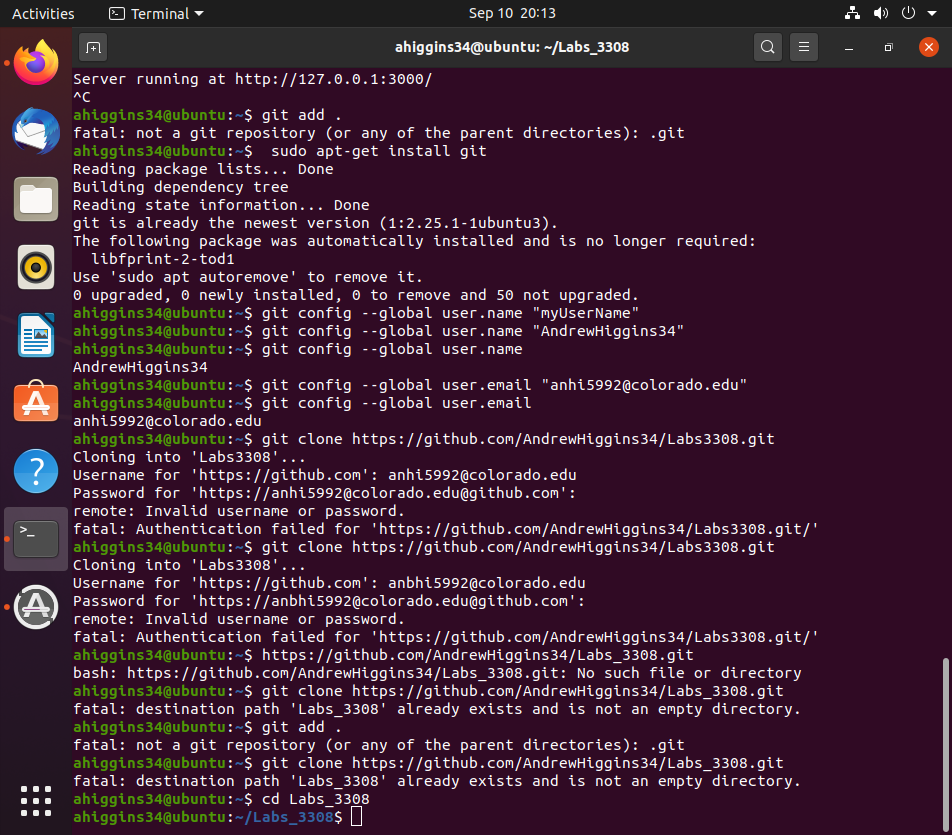 Activities
Terminal
Sep 10 20:13
ahiggins34@ubuntu: ~/Labs_3308
Server running at http://127.0.0.1:3000/
^C
ahiggins34@ubuntu:~$ git add .
fatal: not a git repository (or any of the parent directories): .git
ahiggins34@ubuntu:~$  sudo apt-get install git
Reading package lists... Done
Building dependency tree
Reading state information... Done
git is already the newest version (1:2.25.1-1ubuntu3).
The following package was automatically installed and is no longer required:
  libfprint-2-tod1
Use 'sudo apt autoremove' to remove it.
0 upgraded, 0 newly installed, 0 to remove and 50 not upgraded.
ahiggins34@ubuntu:~$ git config --global user.name "myUserName"
ahiggins34@ubuntu:~$ git config --global user.name "AndrewHiggins34"
ahiggins34@ubuntu:~$ git config --global user.name
AndrewHiggins34
ahiggins34@ubuntu:~$ git config --global user.email "anhi5992@colorado.edu"
ahiggins34@ubuntu:~$ git config --global user.email
anhi5992@colorado.edu
ahiggins34@ubuntu:~$ git clone https://github.com/AndrewHiggins34/Labs3308.git
Cloning into 'Labs3308'...
Username for 'https://github.com': anhi5992@colorado.edu
Password for 'https://anhi5992@colorado.edu@github.com':
remote: Invalid username or password.
fatal: Authentication failed for 'https://github.com/AndrewHiggins34/Labs3308.git/'
ahiggins34@ubuntu:~$ git clone https://github.com/AndrewHiggins34/Labs3308.git
Cloning into 'Labs3308'...
Username for 'https://github.com': anbhi5992@colorado.edu
Password for 'https://anbhi5992@colorado.edu@github.com':
remote: Invalid username or password.
fatal: Authentication failed for 'https://github.com/AndrewHiggins34/Labs3308.git/'
ahiggins34@ubuntu:~$ https://github.com/AndrewHiggins34/Labs_3308.git
bash: https://github.com/AndrewHiggins34/Labs_3308.git: No such file or directory
ahiggins34@ubuntu:~$ git clone https://github.com/AndrewHiggins34/Labs_3308.git
fatal: destination path 'Labs_3308' already exists and is not an empty directory.
ahiggins34@ubuntu:~$ git add .
fatal: not a git repository (or any of the parent directories): .git
ahiggins34@ubuntu:~$ git clone https://github.com/AndrewHiggins34/Labs_3308.git
fatal: destination path 'Labs_3308' already exists and is not an empty directory.
ahiggins34@ubuntu:~$ cd Labs_3308
ahiggins34@ubuntu:~/Labs_3308$